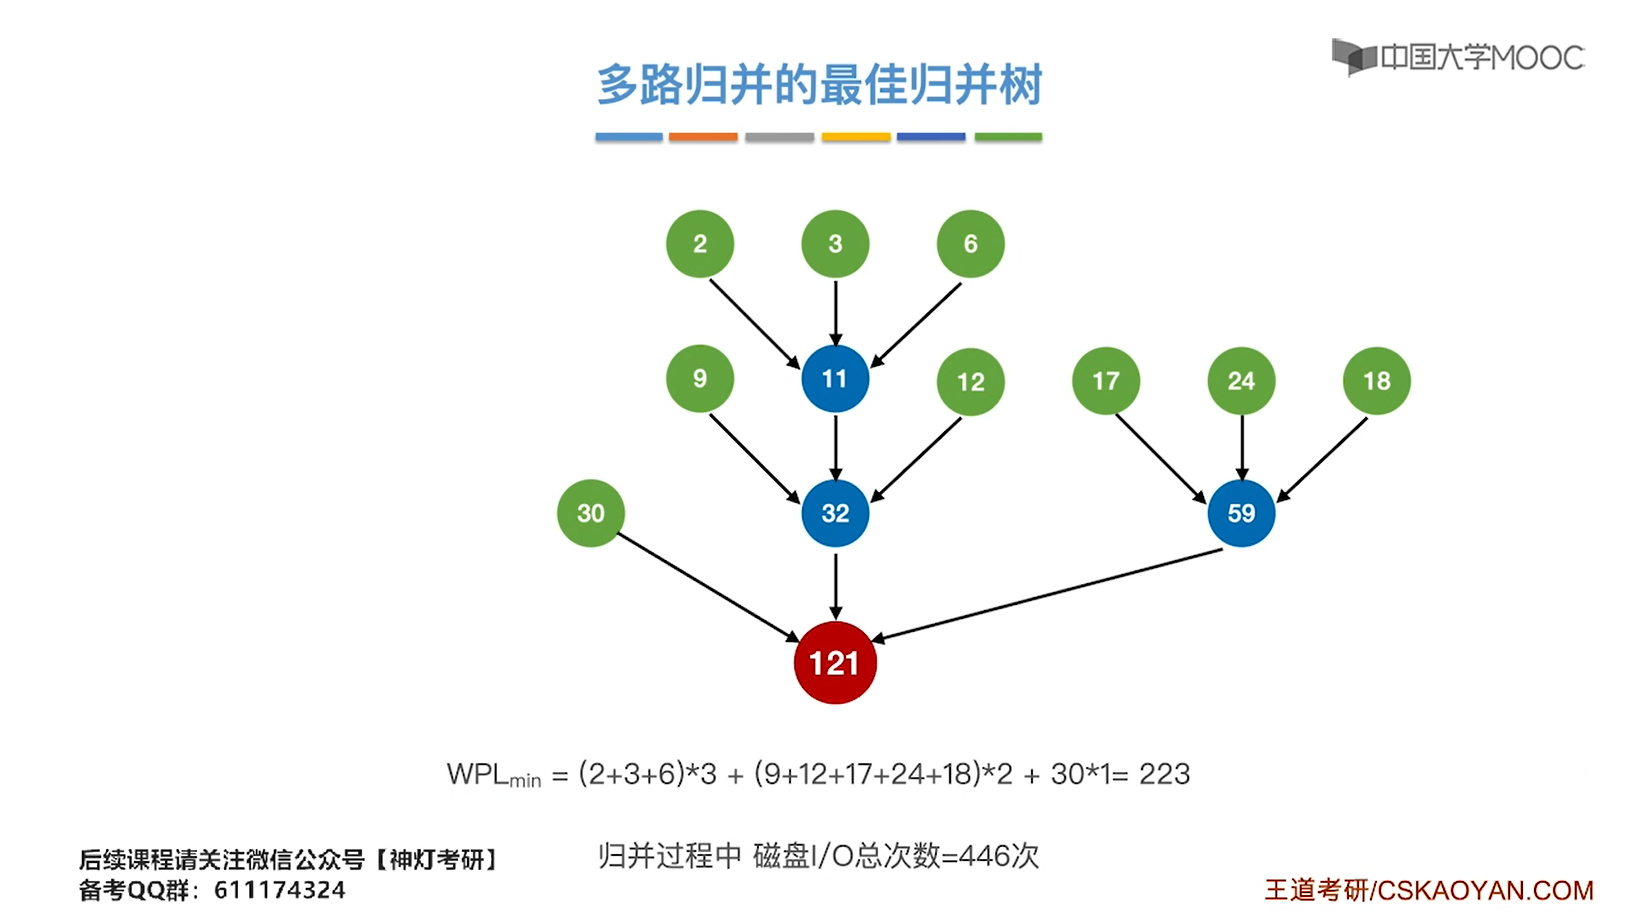 中国大学MOOC
多路归并的最佳归并树
2 3 6
9 11 12 17 24 18
30 32 59
121
WPLmin = (2+3+6)*3 + (9+12+17+24+18)*2 + 30*1= 223
归并过程中 磁盘I/O总次数=446次
后续课程请关注微信公众号【神灯考研】
备考QQ群：611174324
王道考研/CSKAOYAN.COM